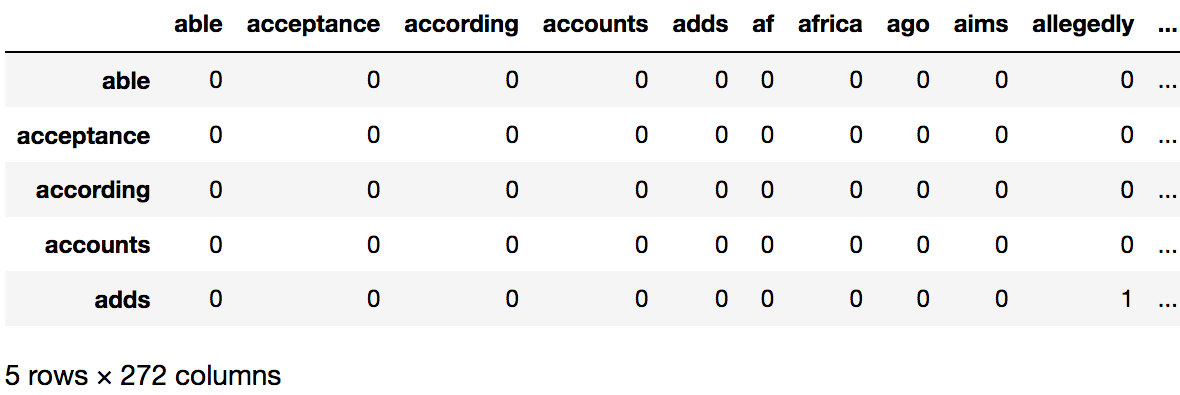 able acceptance according accounts adds af africa ago aims allegedly ...
able 0 0 0 0 0 0 0 0 0 0 ...
acceptance 0 0 0 0 0 0 0 0 0 0 ...
according 0 0 0 0 0 0 0 0 0 0 ...
accounts 0 0 0 0 0 0 0 0 0 0 ...
adds 0 0 0 0 0 0 0 0 0 1 ...
5 rows × 272 columns